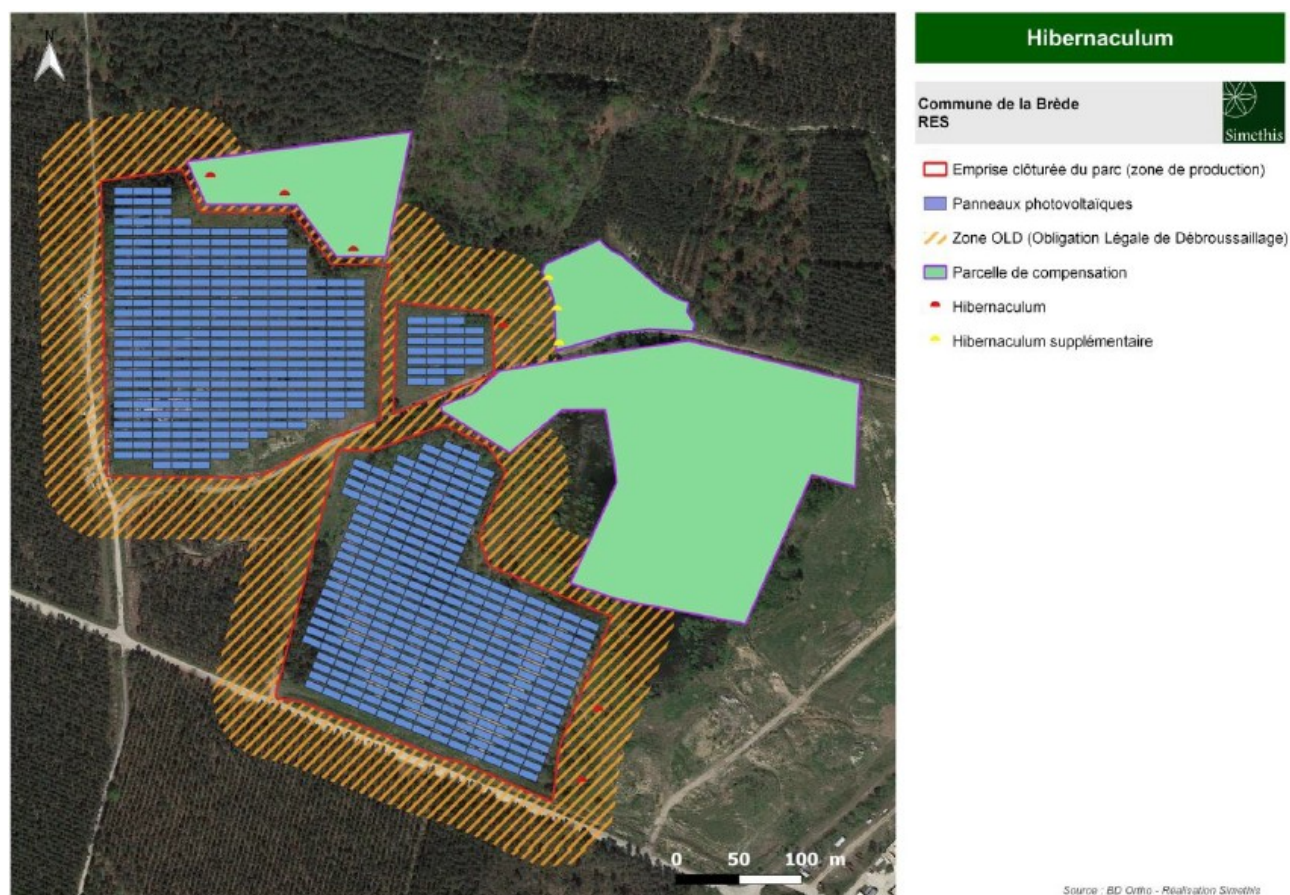 N
Hibernaculum
Commune de la Brède
RES
Simethis
Emprise clôturée du parc (zone de production)
Panneaux photovoltaïques
Zone OLD (Obligation Légale de Débroussaillage)
Parcelle de compensation
Hibernaculum
Hibernaculum supplémentaire
0 50 100 m
Source : BD Ortho - Réalisation Simethis